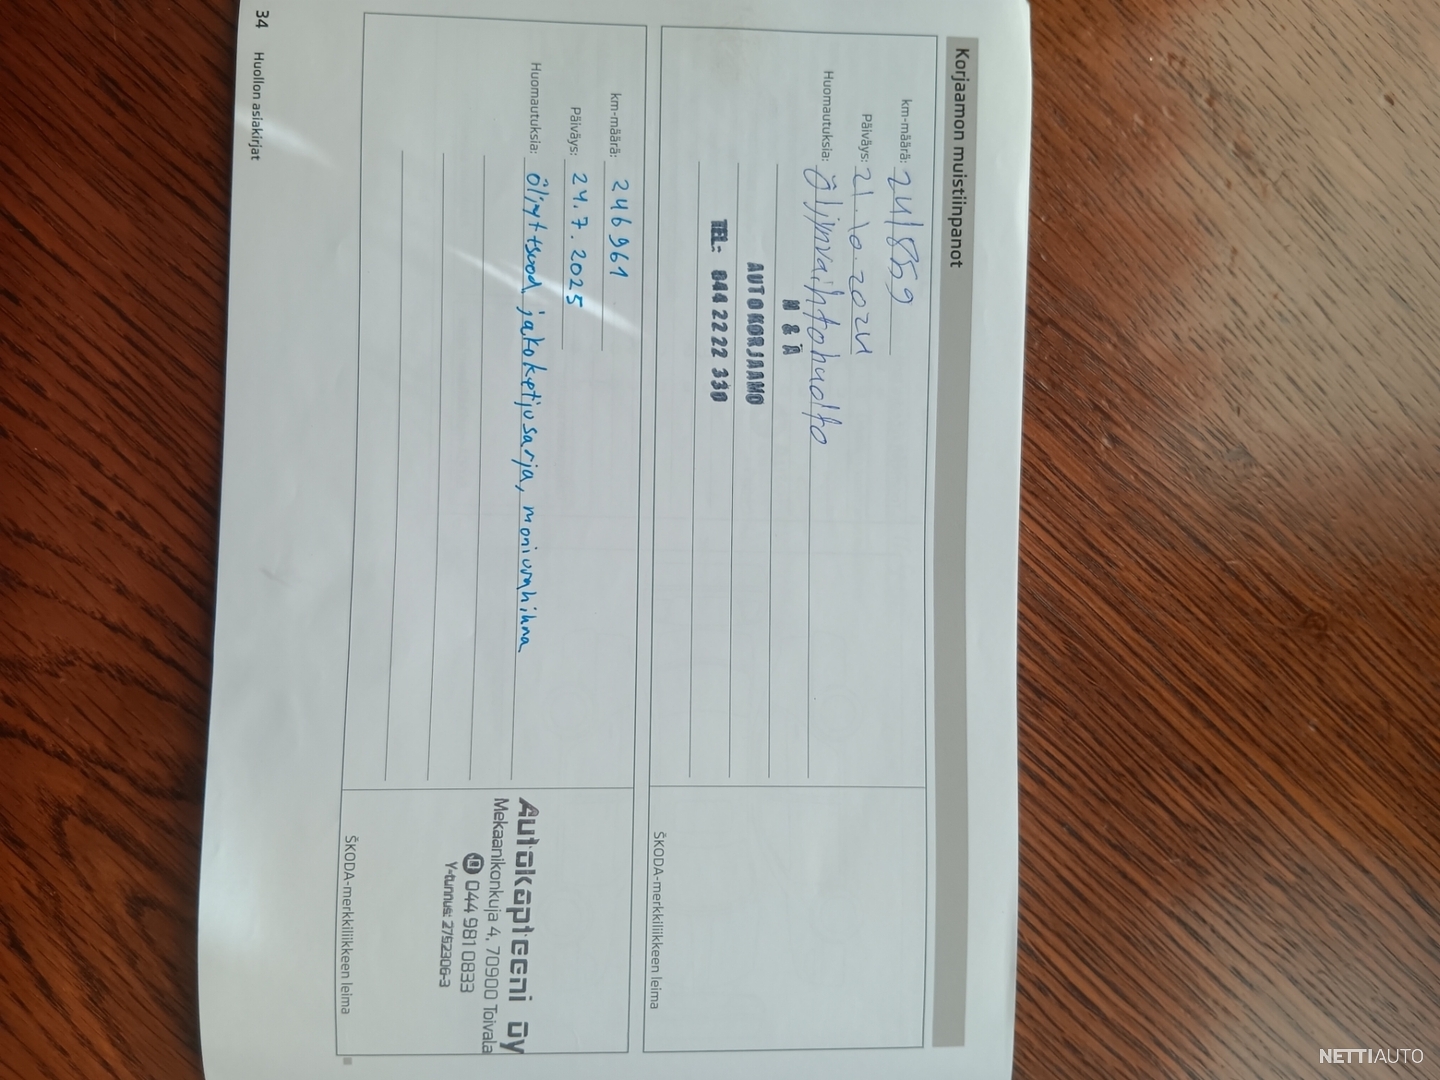 Korjaamon muistiinpanot
km-määrä: 241859
Päiväys: 21.10.2024
Huomautuksia: Öljynvaihtohuolto
M & A
AUTOKORJAAMO
TEL: 044 2222 330
ŠKODA-merkkiliikkeen leima
km-määrä: 246961
Päiväys: 24.7.2025
Huomautuksia: jakoketjusarja, moniurahihna
Autokapteeni Oy
Mekaanikonkuja 4, 70900 Toivala
044 981 0833
Y-tunnus: 2752306-3
ŠKODA-merkkiliikkeen leima
34 Huollon asiakirjat
NETTIAUTO